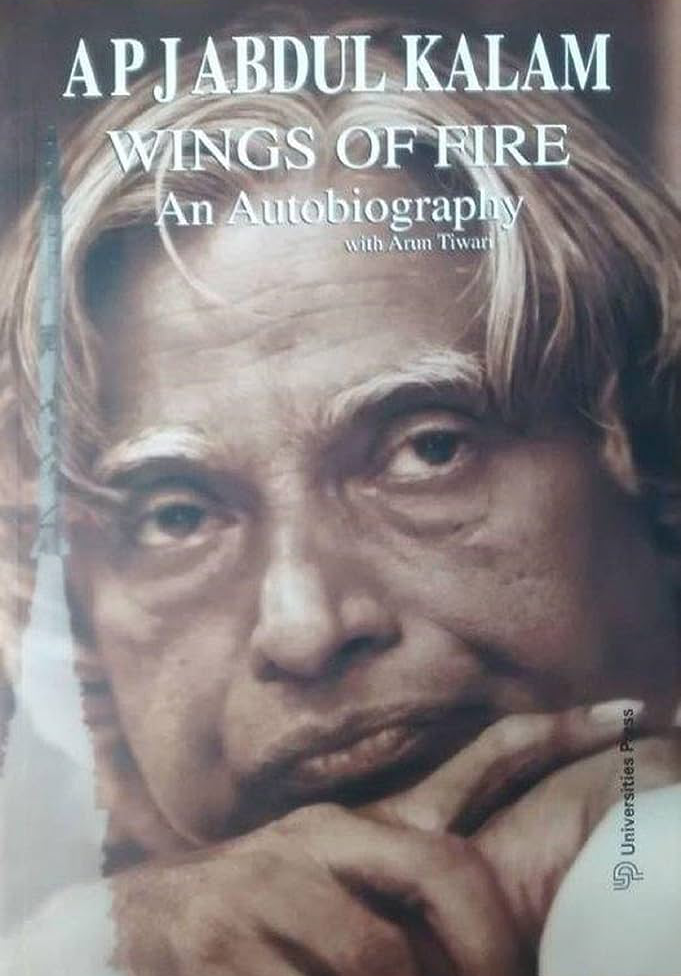 A P J ABDUL KALAM
WINGS OF FIRE
An Autobiography
with Arun Tiwari
Universities Press